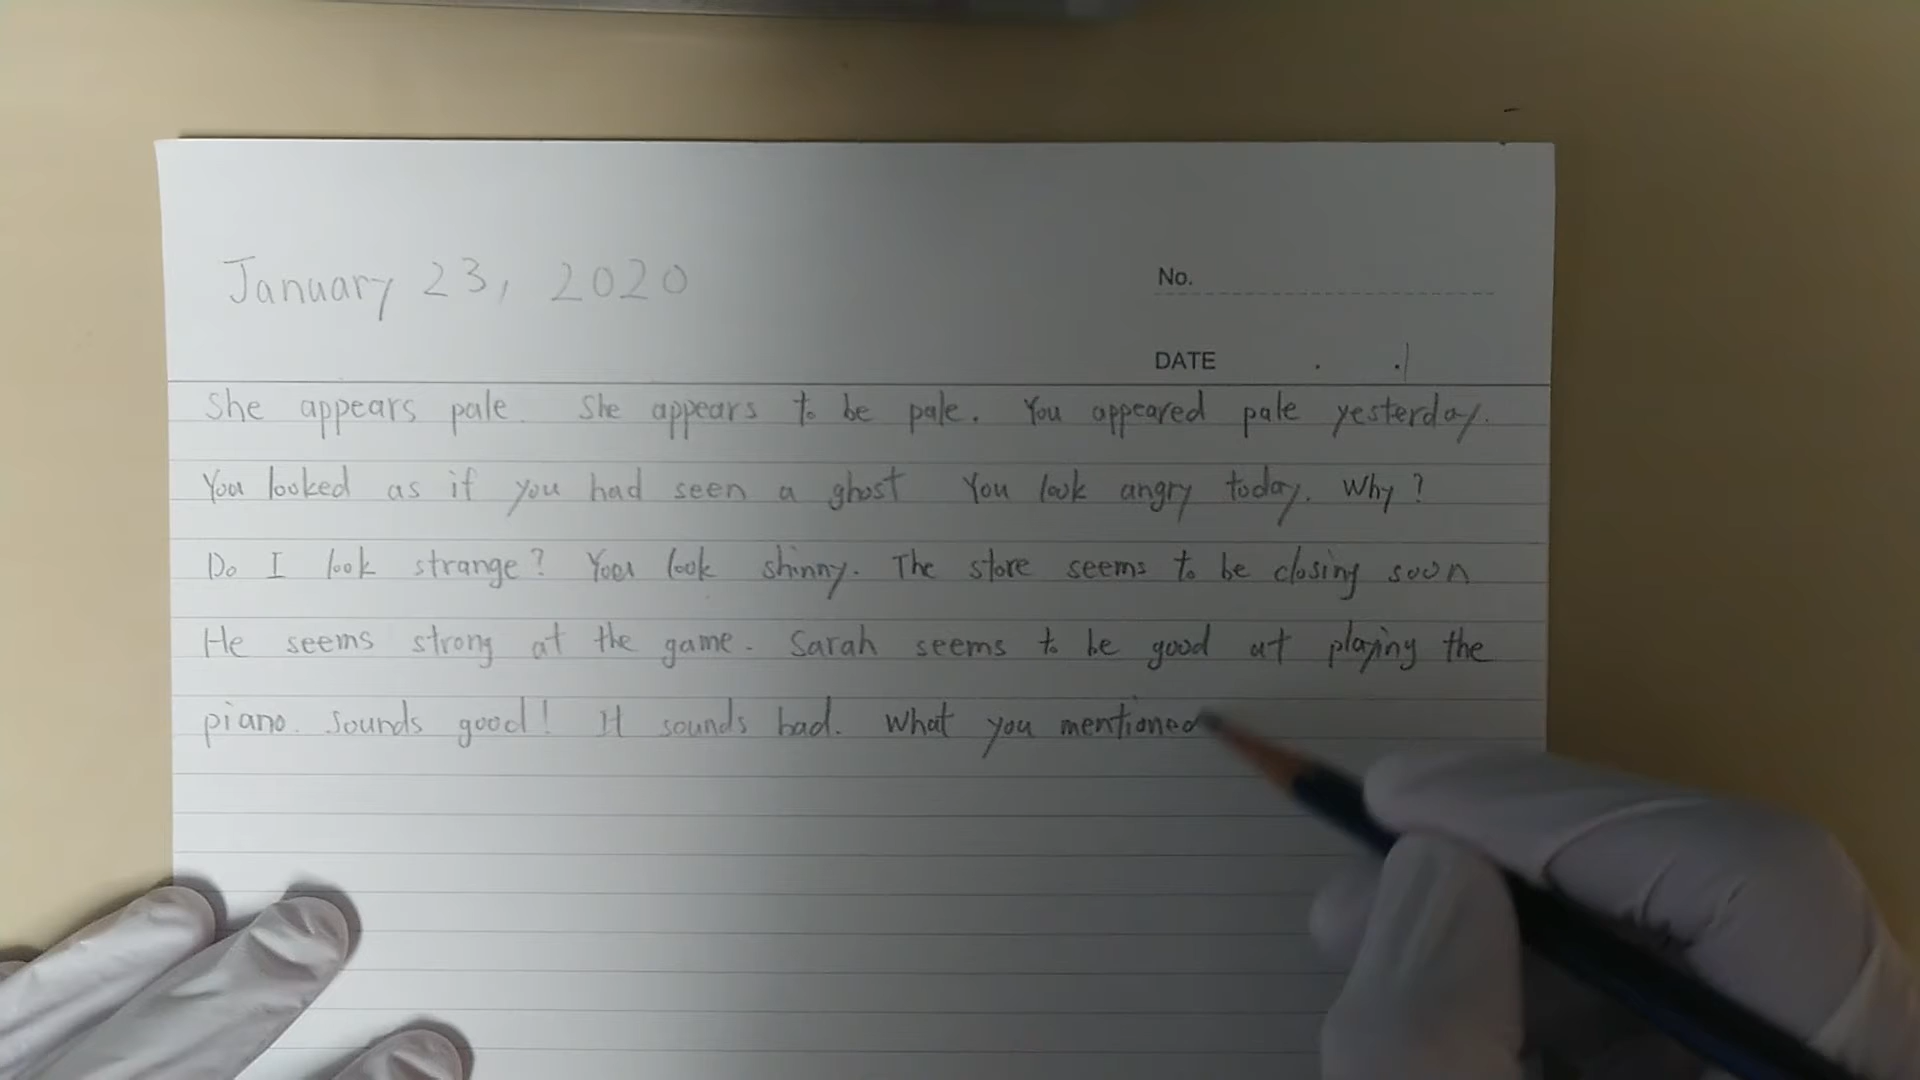 January 23, 2020
No.
DATE . .
She appears pale. She appears to be pale. You appeared pale yesterday.
You looked as if you had seen a ghost You look angry today. Why?
Do I look strange? You look shinny. The store seems to be closing soon
He seems strong at the game. Sarah seems to be good at playing the
piano. Sounds good! It sounds bad. What you mentioned